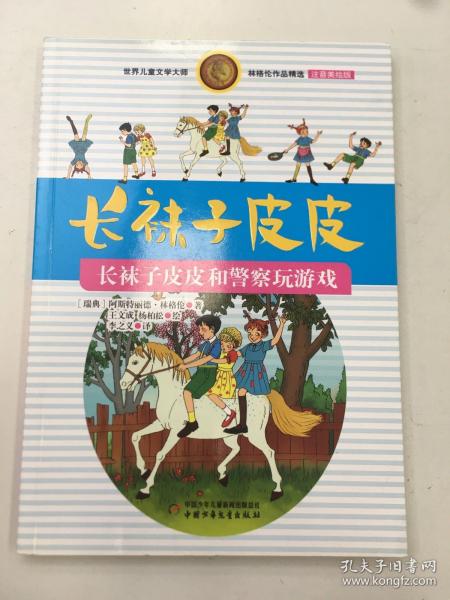 世界儿童文学大师 林格伦作品精选 注音美绘版
长袜子皮皮
长袜子皮皮和警察玩游戏
[瑞典]阿斯特丽德·林格伦 著
王文成 杨柏松 绘
李之义 译
中国少年儿童新闻出版总社
中国少年儿童出版社
孔夫子旧书网
www.kongfz.com